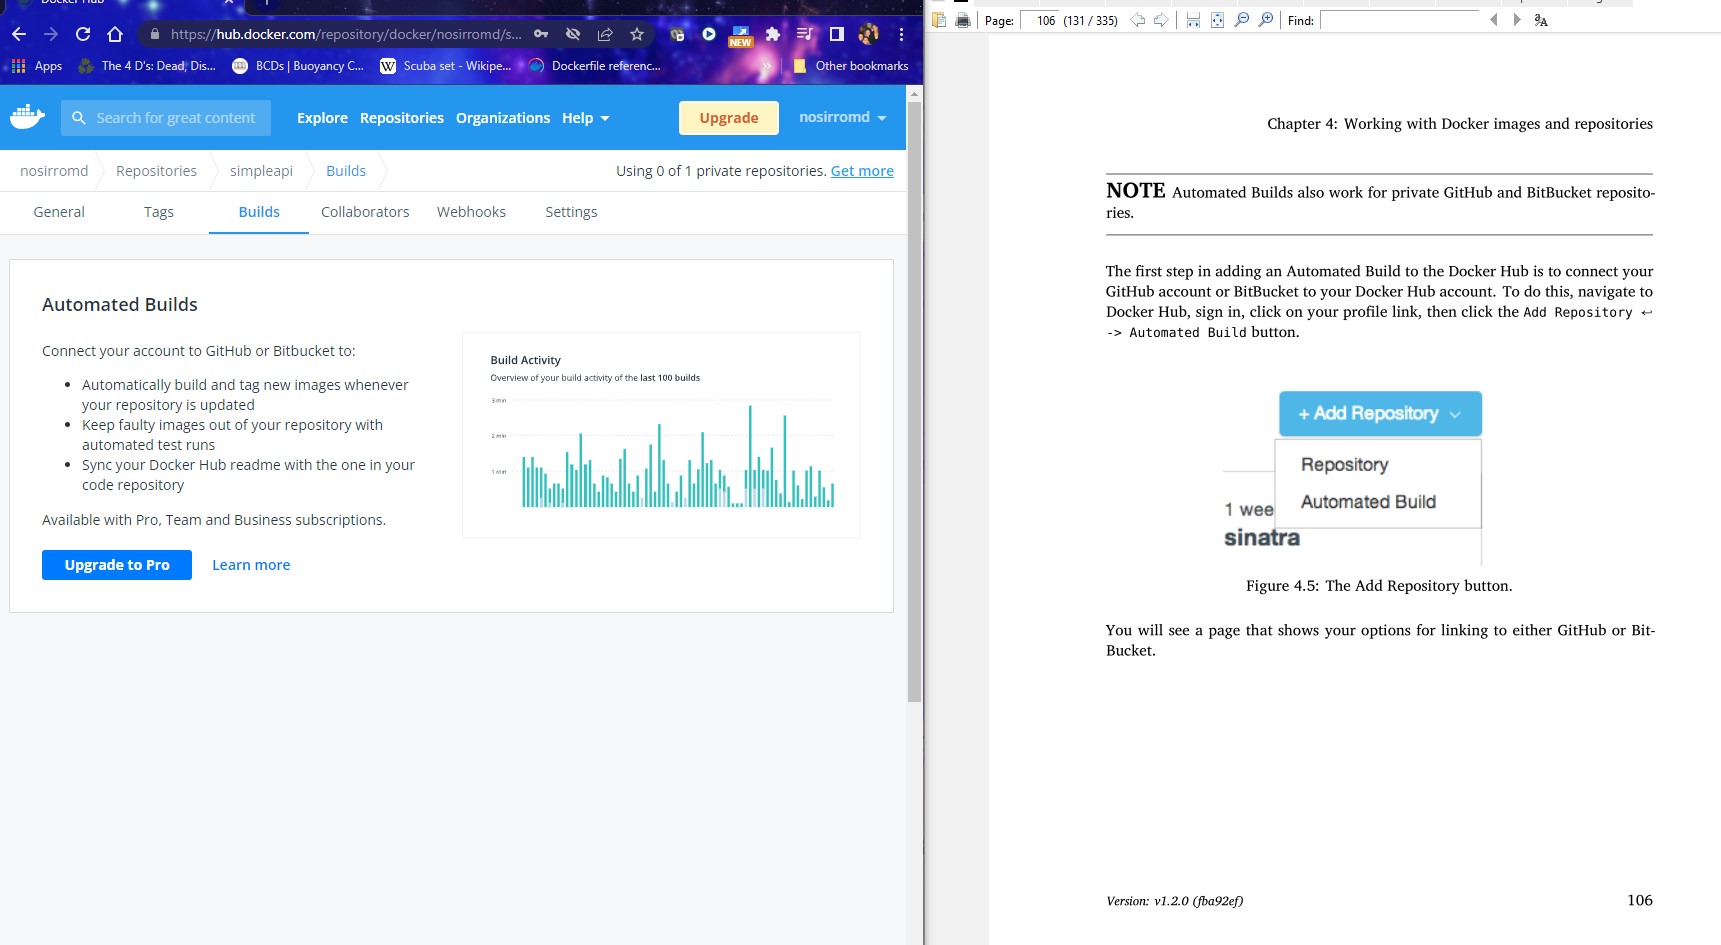 Docker Hub
https://hub.docker.com/repository/docker/nosirromd/s...
NEW
Apps
The 4 D's: Dead, Dis...
BCDs | Buoyancy C...
W Scuba set - Wikipe...
Dockerfile referenc...
»
Other bookmarks
Search for great content
Explore Repositories Organizations Help
Upgrade
nosirromd
nosirromd Repositories simpleapi Builds
Using 0 of 1 private repositories. Get more
General Tags Builds Collaborators Webhooks Settings
Automated Builds
Connect your account to GitHub or Bitbucket to:
• Automatically build and tag new images whenever
your repository is updated
• Keep faulty images out of your repository with
automated test runs
• Sync your Docker Hub readme with the one in your
code repository
Available with Pro, Team and Business subscriptions.
Upgrade to Pro Learn more
Build Activity
Overview of your build activity of the last 100 builds
3 min
2 min
1 min
Page: 106 (131 / 335) Find:
Chapter 4: Working with Docker images and repositories
NOTE Automated Builds also work for private GitHub and BitBucket reposito-
ries.
The first step in adding an Automated Build to the Docker Hub is to connect your
GitHub account or BitBucket to your Docker Hub account. To do this, navigate to
Docker Hub, sign in, click on your profile link, then click the Add Repository ↩
-> Automated Build button.
+ Add Repository
Repository
Automated Build
1 wee
sinatra
Figure 4.5: The Add Repository button.
You will see a page that shows your options for linking to either GitHub or Bit-
Bucket.
Version: v1.2.0 (fba92ef)
106